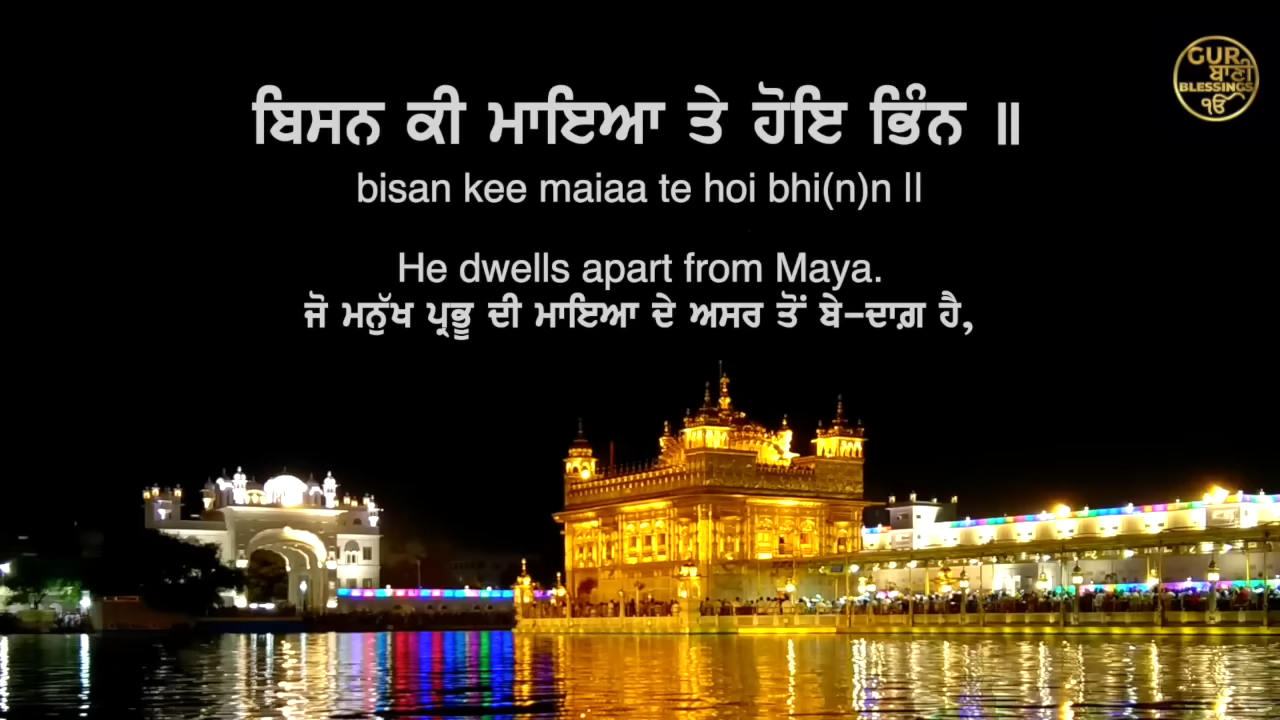 ਬਿਸਨ ਕੀ ਮਾਇਆ ਤੇ ਹੋਇ ਭਿੰਨ ॥
bisan kee maiaa te hoi bhi(n)n ||
He dwells apart from Maya.
ਜੋ ਮਨੁੱਖ ਪ੍ਰਭੂ ਦੀ ਮਾਇਆ ਦੇ ਅਸਰ ਤੋਂ ਬੇ-ਦਾਗ਼ ਹੈ,
GUR
ਬਾਣੀ
BLESSINGS
ੴ